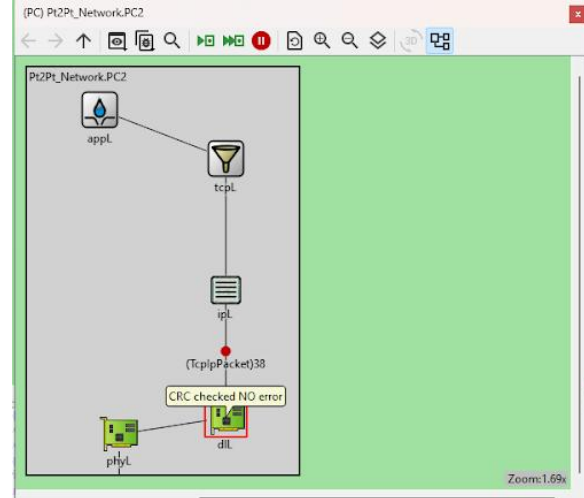 (PC) Pt2Pt_Network.PC2
3D
Pt2Pt_Network.PC2
appL
tcpL
ipL
(TcpIpPacket)38
CRC checked NO error
dlL
phyL
Zoom:1.69x